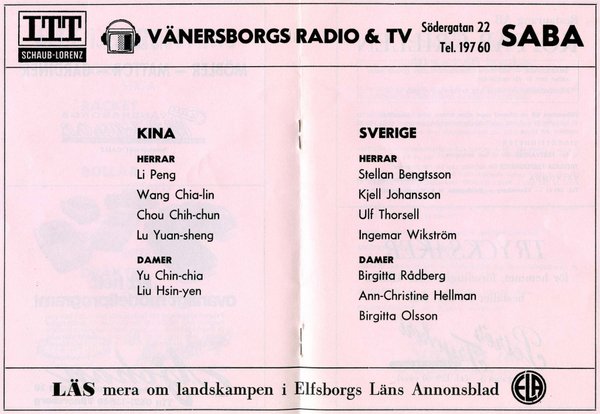 ITT
SCHAUB-LORENZ
VÄNERSBORGS RADIO & TV
Södergatan 22
Tel. 197 60
SABA
KINA
HERRAR
Li Peng
Wang Chia-lin
Chou Chih-chun
Lu Yuan-sheng
DAMER
Yu Chin-chia
Liu Hsin-yen
SVERIGE
HERRAR
Stellan Bengtsson
Kjell Johansson
Ulf Thorsell
Ingemar Wikström
DAMER
Birgitta Rådberg
Ann-Christine Hellman
Birgitta Olsson
LÄS mera om landskampen i Elfsborgs Läns Annonsblad
ELA